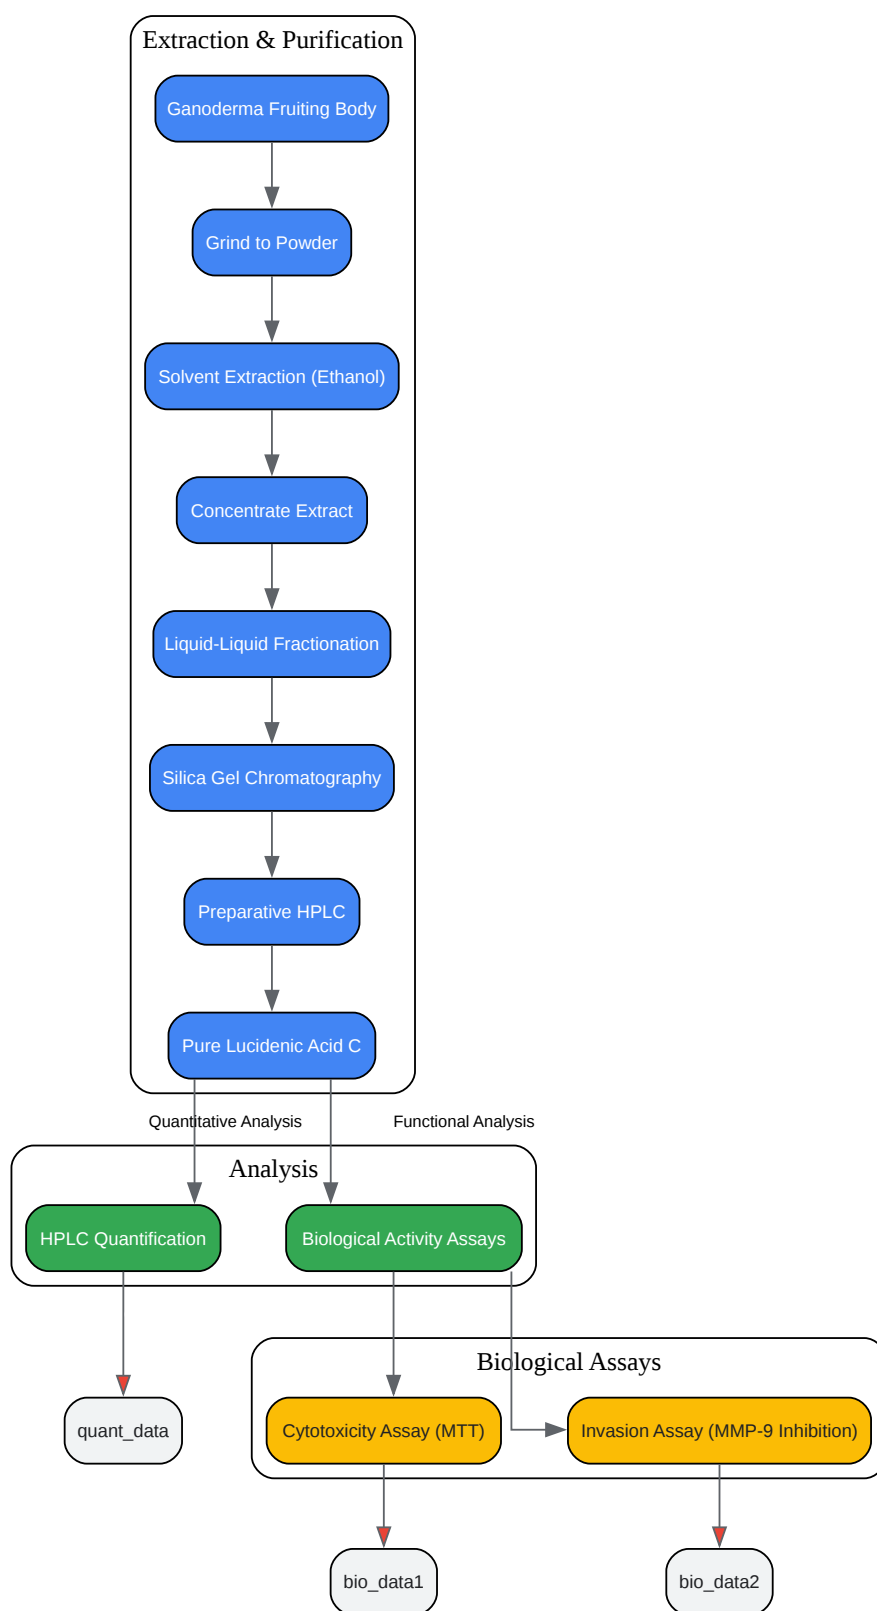 Extraction & Purification
Ganoderma Fruiting Body
Grind to Powder
Solvent Extraction (Ethanol)
Concentrate Extract
Liquid-Liquid Fractionation
Silica Gel Chromatography
Preparative HPLC
Pure Lucidenic Acid C
Quantitative Analysis
Functional Analysis
Analysis
HPLC Quantification
Biological Activity Assays
Biological Assays
Cytotoxicity Assay (MTT)
Invasion Assay (MMP-9 Inhibition)
quant_data
bio_data1
bio_data2